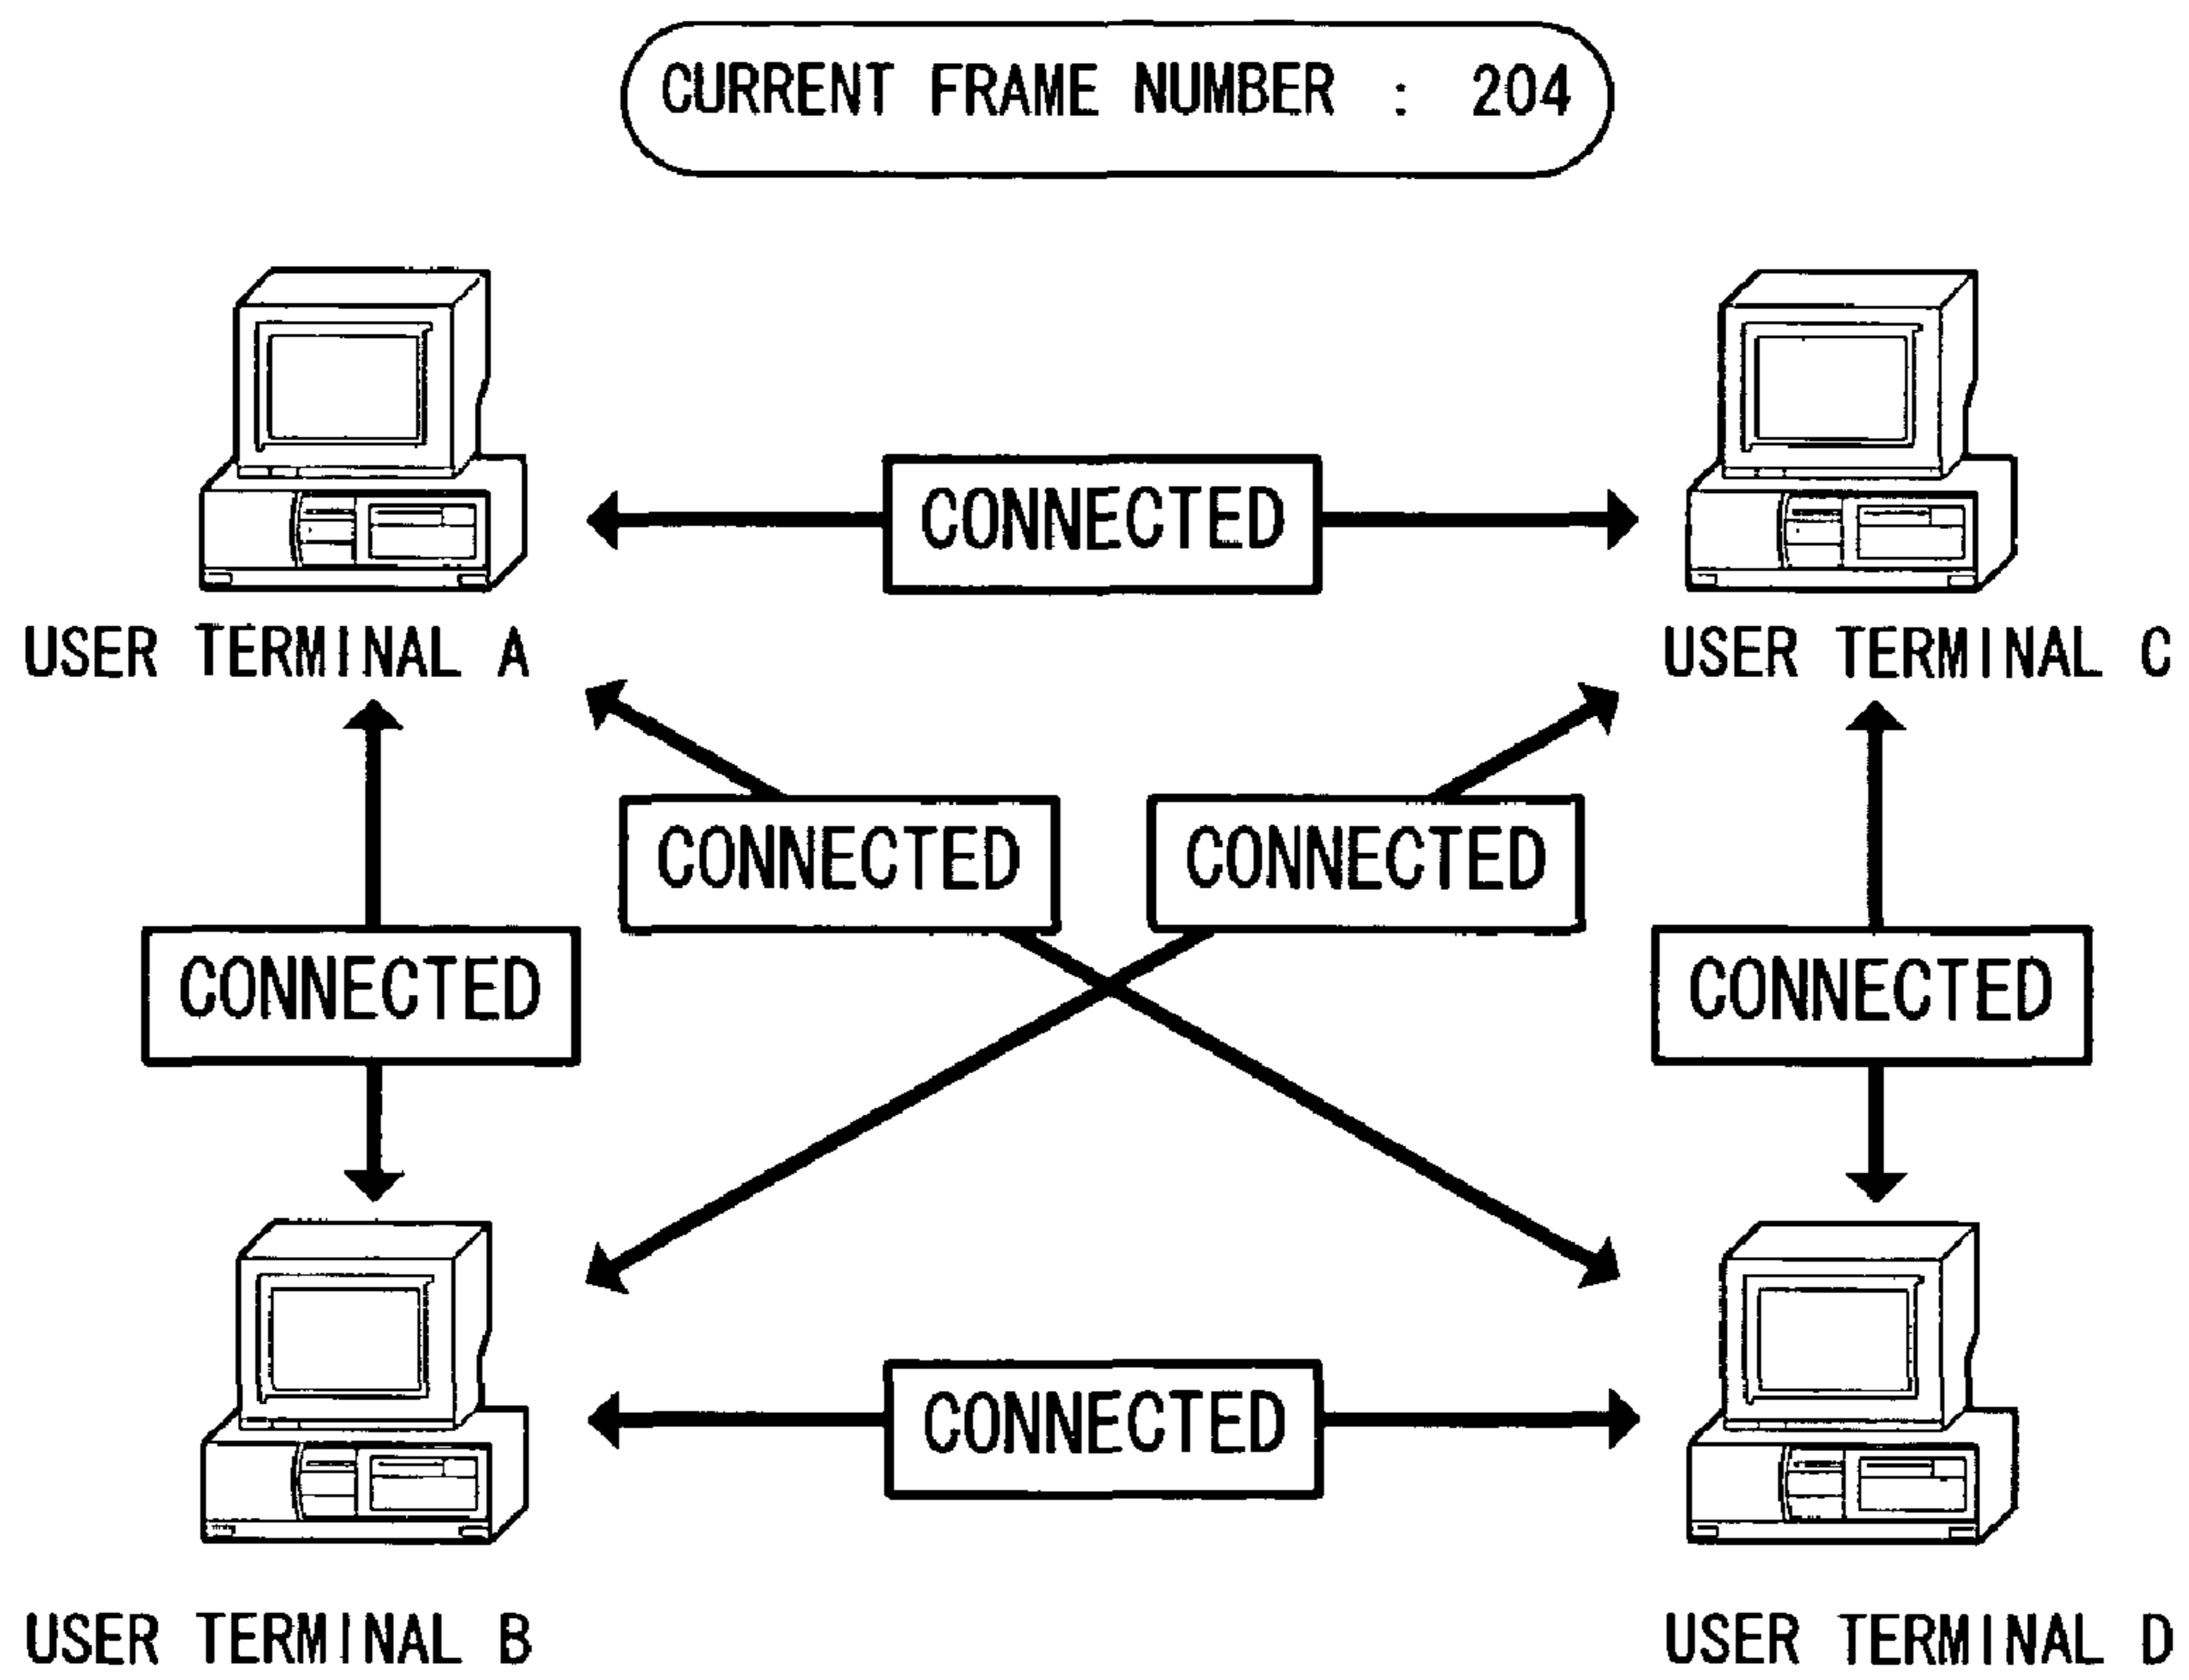 CURRENT FRAME NUMBER : 204
CONNECTED
USER TERMINAL A
USER TERMINAL C
CONNECTED
CONNECTED
CONNECTED
CONNECTED
CONNECTED
USER TERMINAL B
USER TERMINAL D